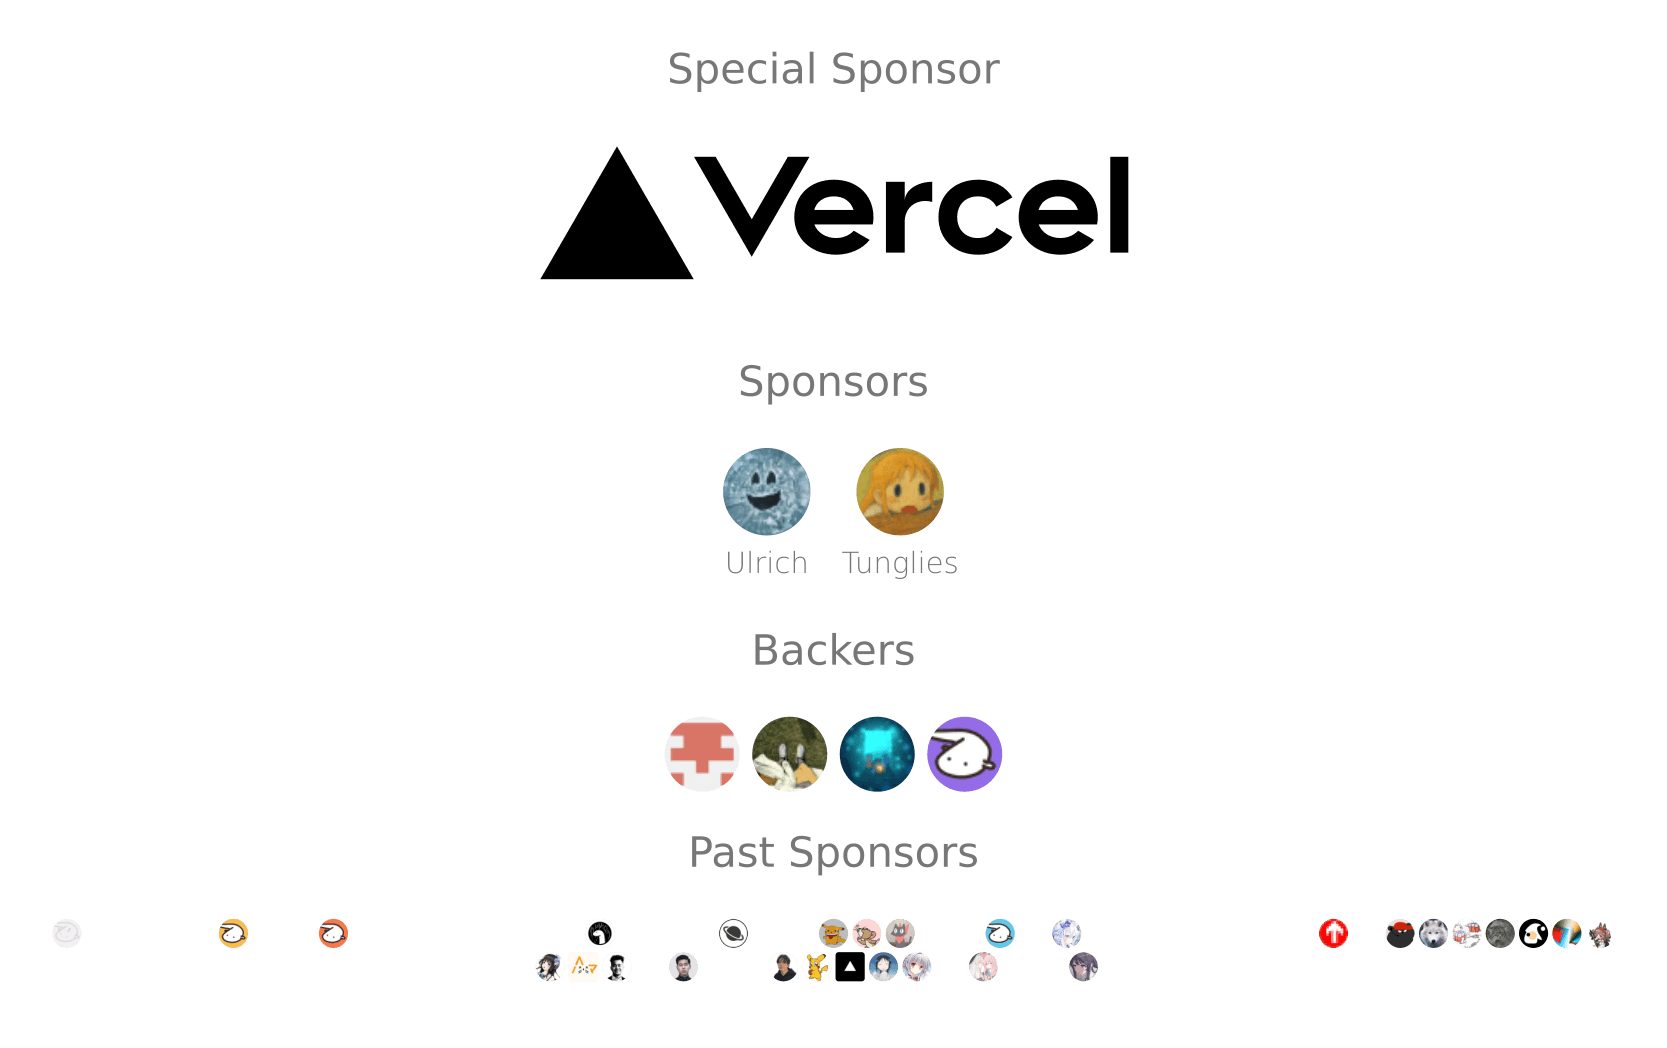 Special Sponsor
Vercel
Sponsors
Ulrich
Tunglies
Backers
Past Sponsors